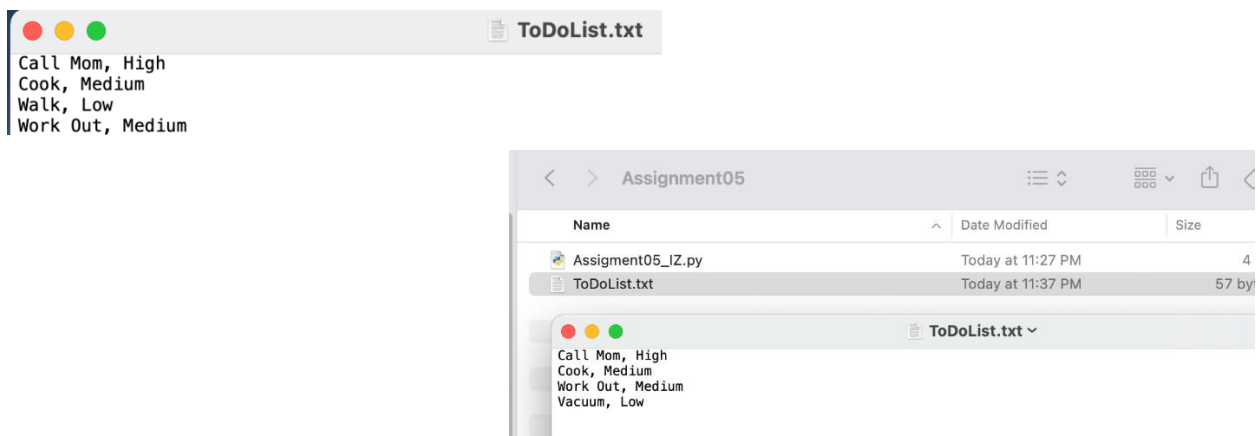 ToDoList.txt
Call Mom, High
Cook, Medium
Walk, Low
Work Out, Medium
Assignment05
Name Date Modified Size
Assigment05_IZ.py Today at 11:27 PM 4
ToDoList.txt Today at 11:37 PM 57
ToDoList.txt
Call Mom, High
Cook, Medium
Work Out, Medium
Vacuum, Low